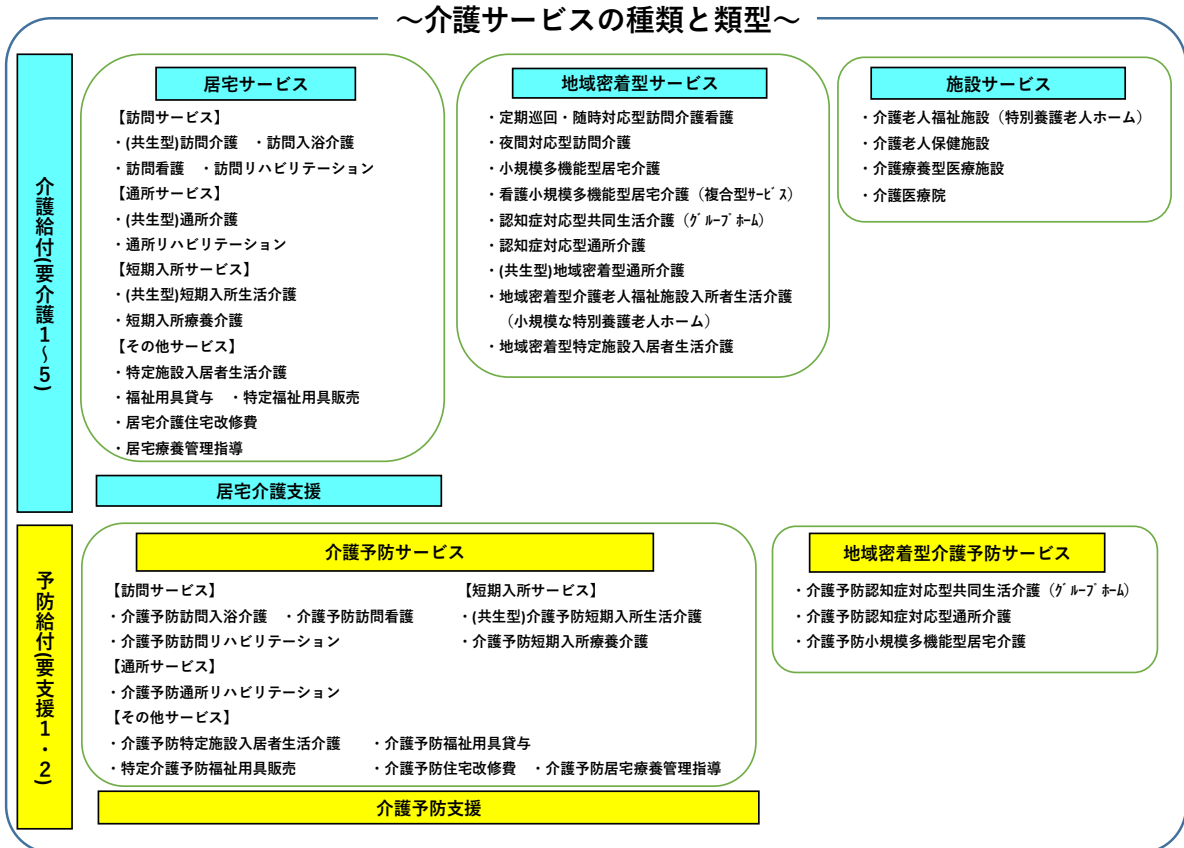 ～介護サービスの種類と類型～
介護給付(要介護1～5)
居宅サービス
【訪問サービス】
・(共生型)訪問介護　・訪問入浴介護
・訪問看護　・訪問リハビリテーション
【通所サービス】
・(共生型)通所介護
・通所リハビリテーション
【短期入所サービス】
・(共生型)短期入所生活介護
・短期入所療養介護
【その他サービス】
・特定施設入居者生活介護
・福祉用具貸与　・特定福祉用具販売
・居宅介護住宅改修費
・居宅療養管理指導
居宅介護支援
地域密着型サービス
・定期巡回・随時対応型訪問介護看護
・夜間対応型訪問介護
・小規模多機能型居宅介護
・看護小規模多機能型居宅介護（複合型ｻｰﾋﾞｽ）
・認知症対応型共同生活介護（ｸﾞﾙｰﾌﾟﾎｰﾑ）
・認知症対応型通所介護
・(共生型)地域密着型通所介護
・地域密着型介護老人福祉施設入所者生活介護
（小規模な特別養護老人ホーム）
・地域密着型特定施設入居者生活介護
施設サービス
・介護老人福祉施設（特別養護老人ホーム）
・介護老人保健施設
・介護療養型医療施設
・介護医療院
予防給付(要支援1・2)
介護予防サービス
【訪問サービス】
・介護予防訪問入浴介護　・介護予防訪問看護
・介護予防訪問リハビリテーション
【通所サービス】
・介護予防通所リハビリテーション
【短期入所サービス】
・(共生型)介護予防短期入所生活介護
・介護予防短期入所療養介護
【その他サービス】
・介護予防特定施設入居者生活介護　・介護予防福祉用具貸与
・特定介護予防福祉用具販売　・介護予防住宅改修費　・介護予防居宅療養管理指導
介護予防支援
地域密着型介護予防サービス
・介護予防認知症対応型共同生活介護（ｸﾞﾙｰﾌﾟﾎｰﾑ）
・介護予防認知症対応型通所介護
・介護予防小規模多機能型居宅介護